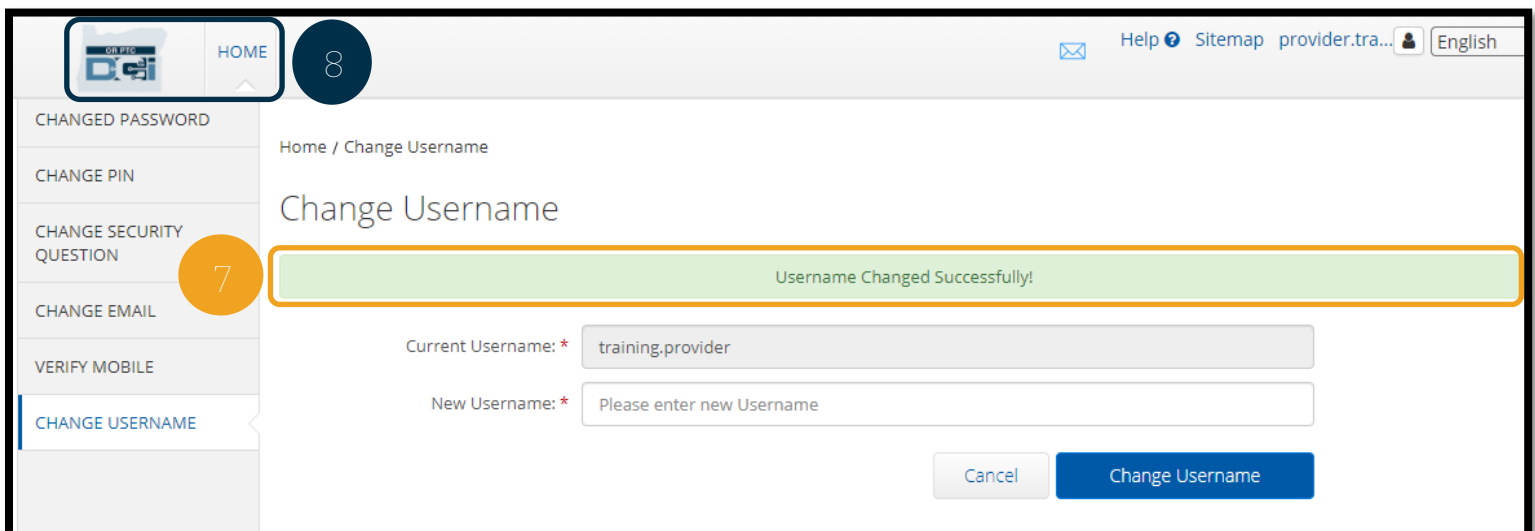 OR PTC
DCI
HOME
8
Help
Sitemap
provider.tra...
English
CHANGED PASSWORD
CHANGE PIN
CHANGE SECURITY
QUESTION
7
CHANGE EMAIL
VERIFY MOBILE
CHANGE USERNAME
Home / Change Username
Change Username
Username Changed Successfully!
Current Username: * training.provider
New Username: * Please enter new Username
Cancel
Change Username